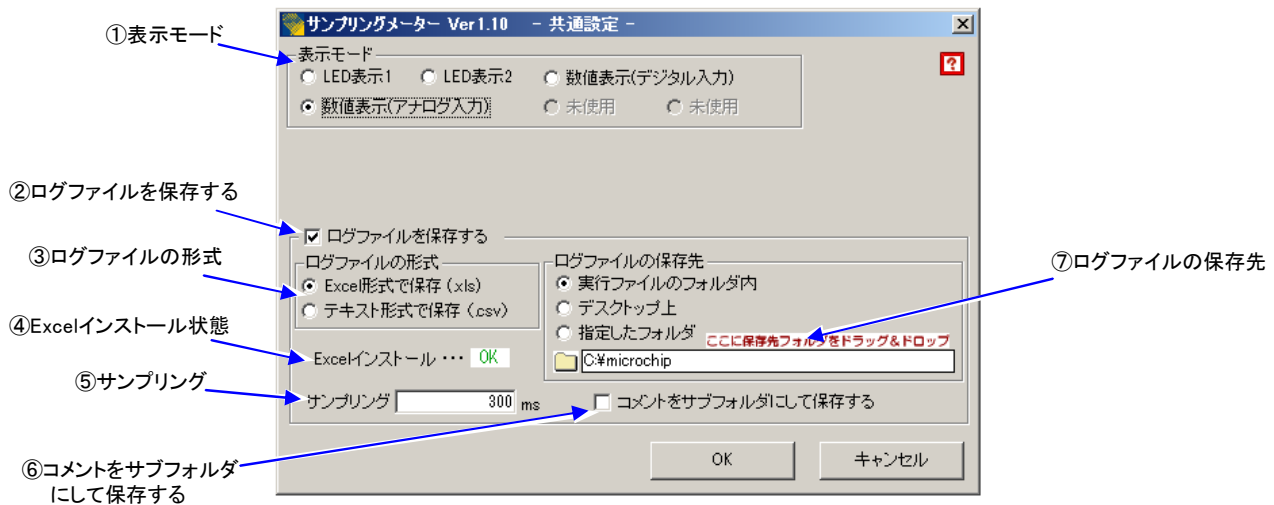 サンプリングメーター Ver1.10 － 共通設定 －
①表示モード
表示モード
LED表示1 LED表示2 数値表示(デジタル入力)
数値表示(アナログ入力) 未使用 未使用
②ログファイルを保存する
ログファイルを保存する
③ログファイルの形式
ログファイルの形式
Excel形式で保存 (.xls)
テキスト形式で保存 (.csv)
ログファイルの保存先
実行ファイルのフォルダ内
デスクトップ上
指定したフォルダ
ここに保存先フォルダをドラッグ＆ドロップ
C:¥microchip
⑦ログファイルの保存先
④Excelインストール状態
Excelインストール ・・・ OK
⑤サンプリング
サンプリング 300 ms
コメントをサブフォルダにして保存する
⑥コメントをサブフォルダ
にして保存する
OK キャンセル